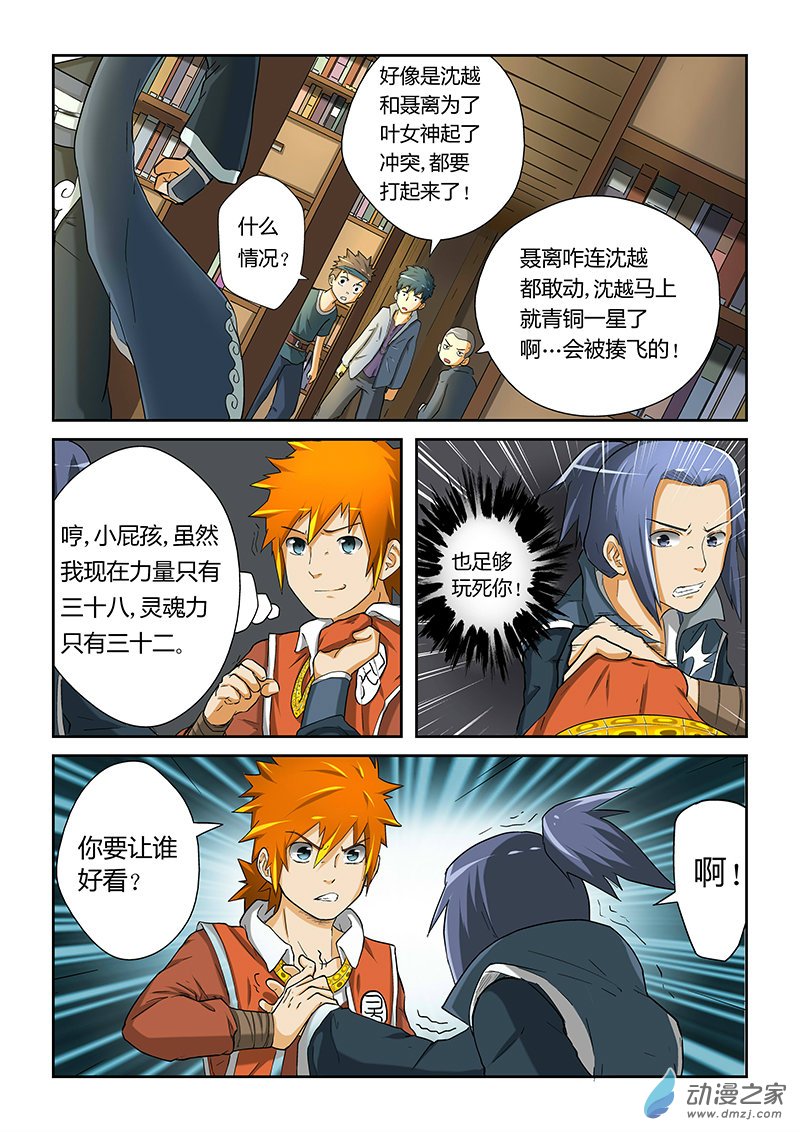 什么
情况?
好像是沈越
和聂离为了
叶女神起了
冲突,都要
打起来了!
聂离咋连沈越
都敢动,沈越马上
就青铜一星了
啊…会被揍飞的!
哼,小屁孩,虽然
我现在力量只有
三十八,灵魂力
只有三十二。
也足够
玩死你!
你要让谁
好看?
啊!
动漫之家
www.dmzj.com